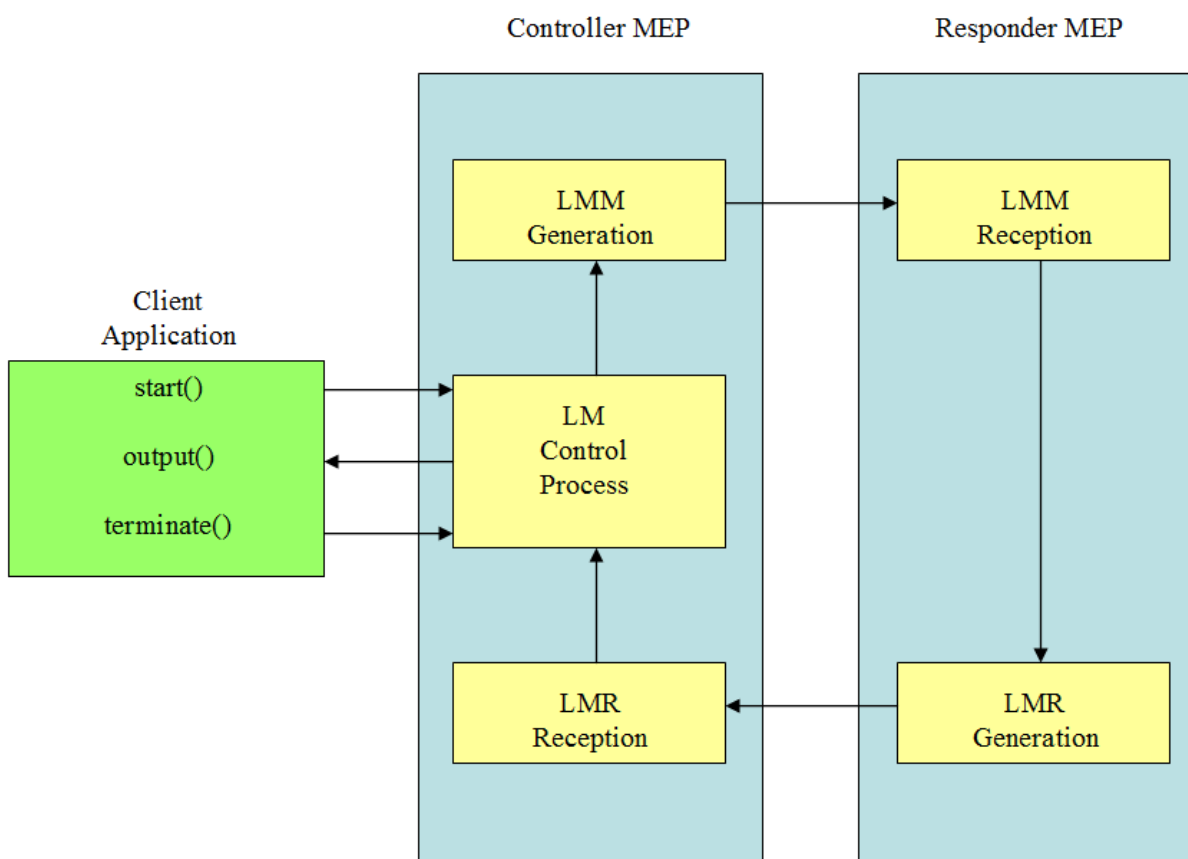 Controller MEP
Responder MEP
LMM
Generation
LMM
Reception
Client
Application
start()
output()
terminate()
LM
Control
Process
LMR
Reception
LMR
Generation